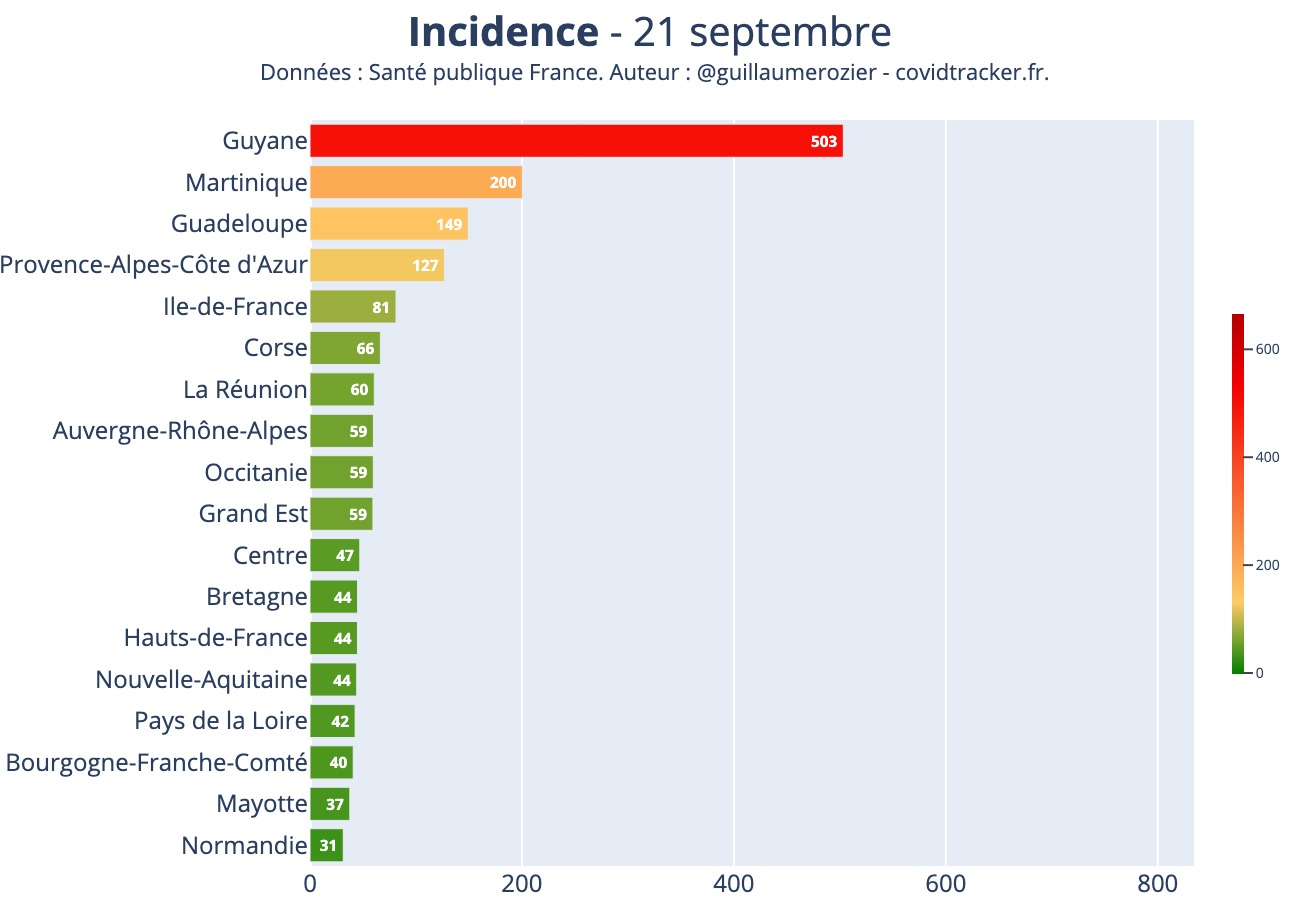 Incidence - 21 septembre
Données : Santé publique France. Auteur : @guillaumerozier - covidtracker.fr.
Guyane 503
Martinique 200
Guadeloupe 149
Provence-Alpes-Côte d'Azur 127
Ile-de-France 81
Corse 66
La Réunion 60
Auvergne-Rhône-Alpes 59
Occitanie 59
Grand Est 59
Centre 47
Bretagne 44
Hauts-de-France 44
Nouvelle-Aquitaine 44
Pays de la Loire 42
Bourgogne-Franche-Comté 40
Mayotte 37
Normandie 31
0 200 400 600 800
600
400
200
0